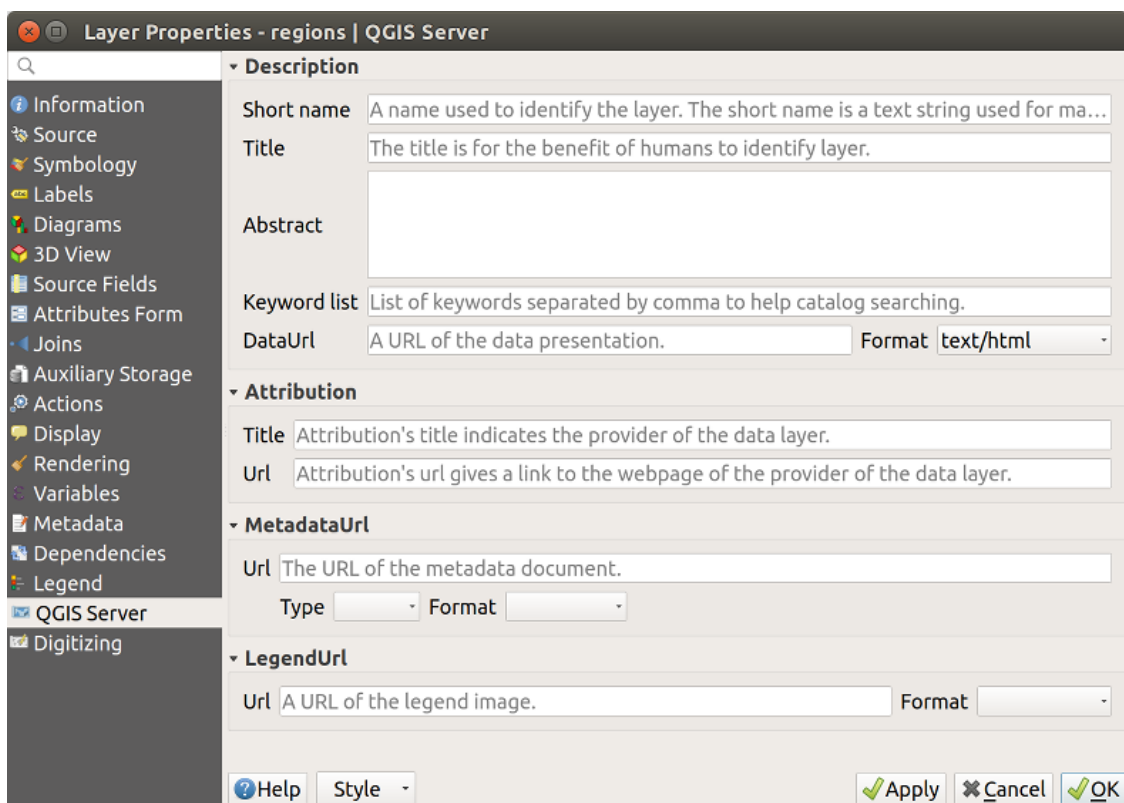 Layer Properties - regions | QGIS Server
Information
Source
Symbology
Labels
Diagrams
3D View
Source Fields
Attributes Form
Joins
Auxiliary Storage
Actions
Display
Rendering
Variables
Metadata
Dependencies
Legend
QGIS Server
Digitizing
Description
Short name A name used to identify the layer. The short name is a text string used for ma...
Title The title is for the benefit of humans to identify layer.
Abstract
Keyword list List of keywords separated by comma to help catalog searching.
DataUrl A URL of the data presentation. Format text/html
Attribution
Title Attribution's title indicates the provider of the data layer.
Url Attribution's url gives a link to the webpage of the provider of the data layer.
MetadataUrl
Url The URL of the metadata document.
Type Format
LegendUrl
Url A URL of the legend image. Format
Help Style Apply Cancel OK